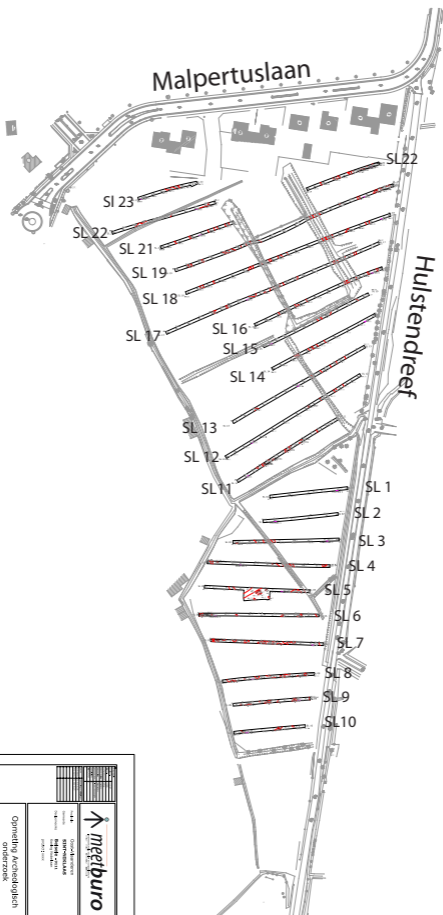 Malpertuslaan
SL22
Sl 23
SL 22
SL 21
SL 19
SL 18
SL 17
SL 16
SL 15
SL 14
SL 13
SL 12
SL11
Hulstendreef
SL 1
SL 2
SL 3
SL 4
SL 5
SL 6
SL 7
SL 8
SL 9
SL10
meetburo
Opmeting Archeologisch
onderzoek